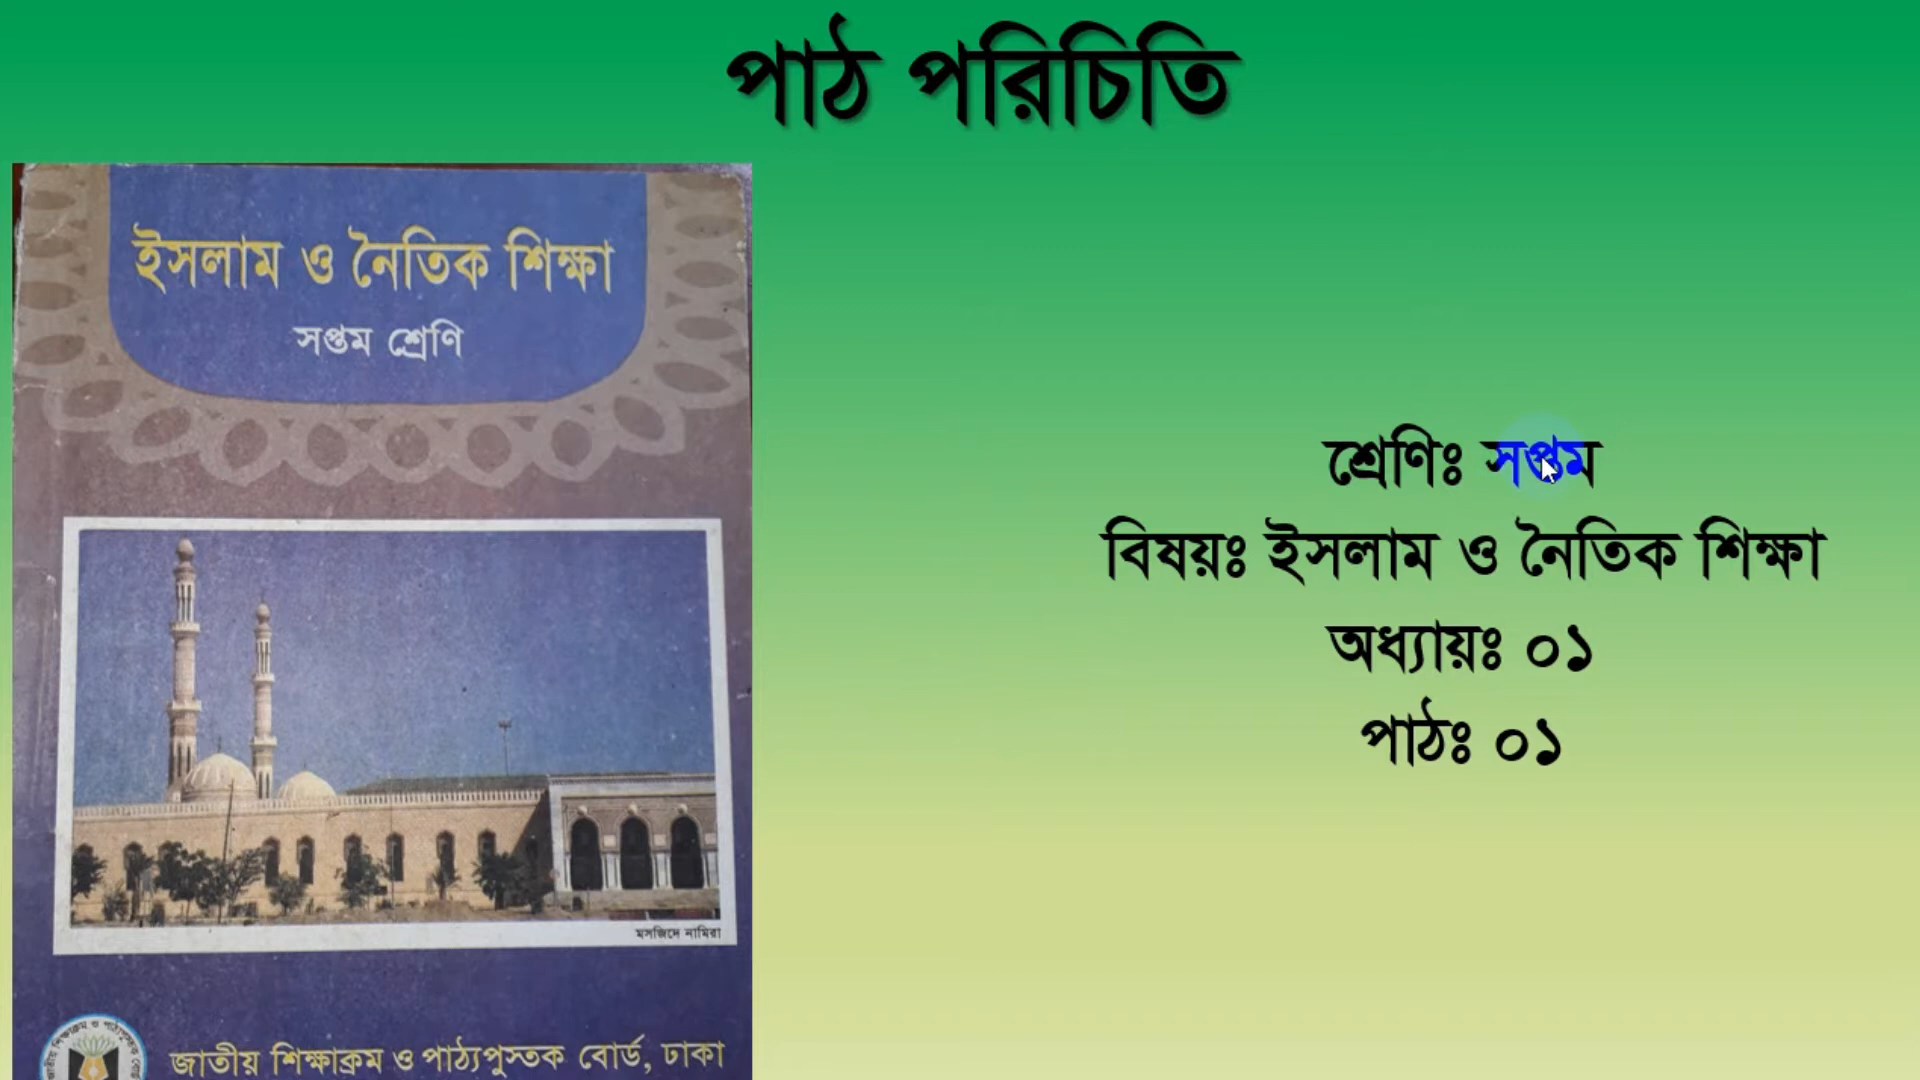 পাঠ পরিচিতি
ইসলাম ও নৈতিক শিক্ষা
সপ্তম শ্রেণি
মসজিদে নামিরা
জাতীয় শিক্ষাক্রম ও পাঠ্যপুস্তক বোর্ড, ঢাকা
শ্রেণিঃ সপ্তম
বিষয়ঃ ইসলাম ও নৈতিক শিক্ষা
অধ্যায়ঃ ০১
পাঠঃ ০১